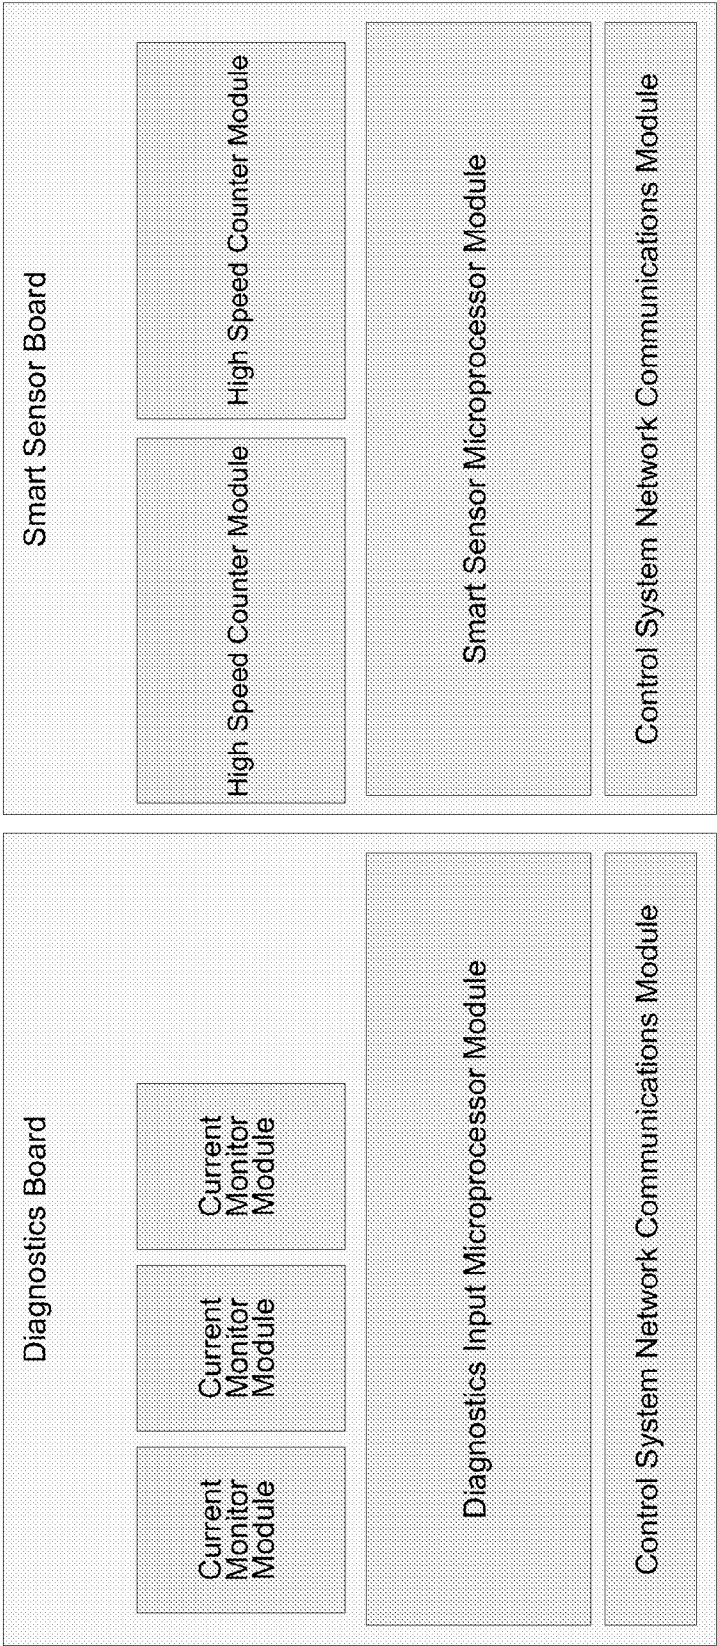 Diagnostics Board
Current
Monitor
Module
Current
Monitor
Module
Current
Monitor
Module
Diagnostics Input Microprocessor Module
Control System Network Communications Module
Smart Sensor Board
High Speed Counter Module
High Speed Counter Module
Smart Sensor Microprocessor Module
Control System Network Communications Module